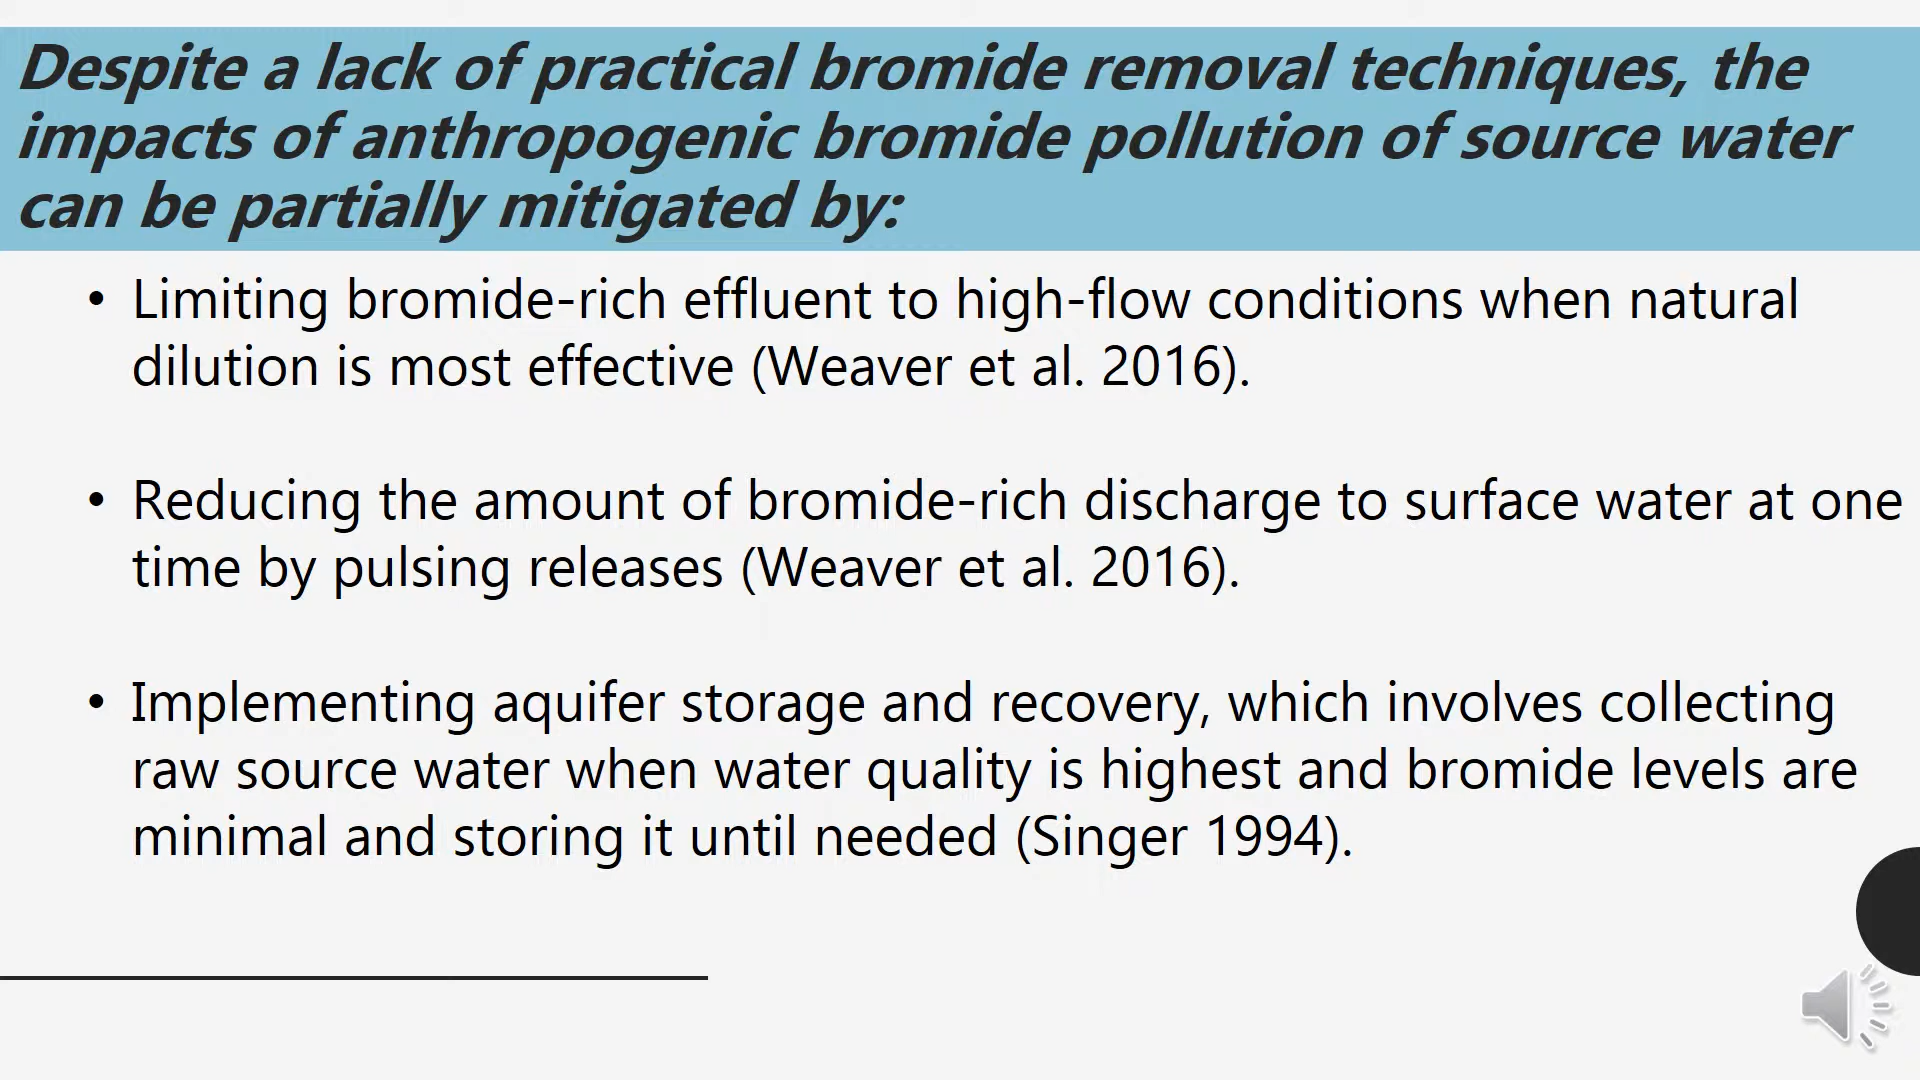 Despite a lack of practical bromide removal techniques, the
impacts of anthropogenic bromide pollution of source water
can be partially mitigated by:
• Limiting bromide-rich effluent to high-flow conditions when natural
dilution is most effective (Weaver et al. 2016).
• Reducing the amount of bromide-rich discharge to surface water at one
time by pulsing releases (Weaver et al. 2016).
• Implementing aquifer storage and recovery, which involves collecting
raw source water when water quality is highest and bromide levels are
minimal and storing it until needed (Singer 1994).